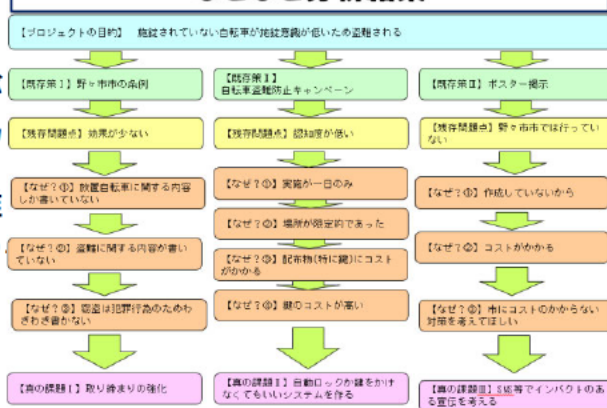 【プロジェクトの目的】 施錠されていない自転車が施錠意識が低いため盗難される
【既存策Ⅰ】野々市市の条例
【既存策Ⅱ】
自転車盗難防止キャンペーン
【既存策Ⅲ】ポスター掲示
【残存問題点】効果が少ない
【残存問題点】認知度が低い
【残存問題点】野々市市では行ってい
ない
【なぜ？①】放置自転車に関する内容
しか書いていない
【なぜ？①】実施が一日のみ
【なぜ？①】作成していないから
【なぜ？②】盗難に関する内容が書い
ていない
【なぜ？②】場所が限定的であった
【なぜ？③】配布物(特に鍵)にコスト
がかかる
【なぜ？②】コストがかかる
【なぜ？③】窃盗は犯罪行為のためわ
ざわざ書かない
【なぜ？④】鍵のコストが高い
【なぜ？③】市にコストのかからない
対策を考えてほしい
【真の課題Ⅰ】取り締まりの強化
【真の課題Ⅱ】自動ロックか鍵をかけ
なくてもいいシステムを作る
【真の課題Ⅲ】SNS等でインパクトのあ
る宣伝を考える